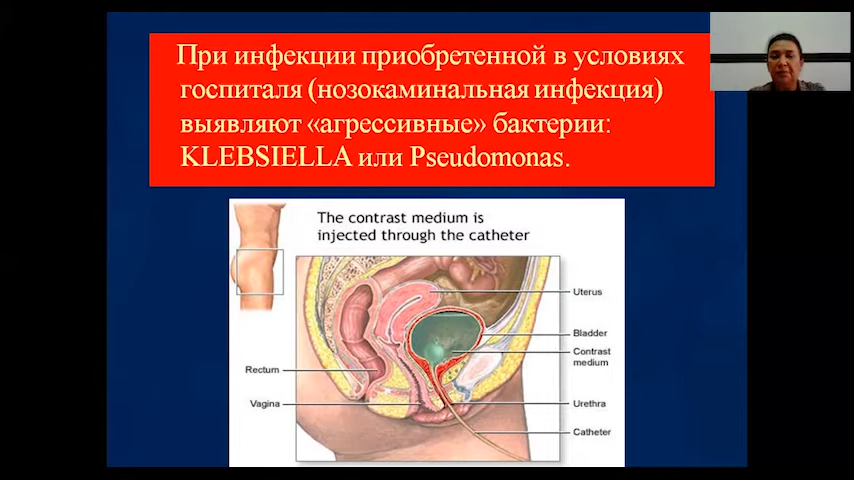 При инфекции приобретенной в условиях
госпиталя (нозокаминальная инфекция)
выявляют «агрессивные» бактерии:
KLEBSIELLA или Pseudomonas.
The contrast medium is
injected through the catheter
Uterus
Bladder
Contrast
medium
Rectum
Vagina
Urethra
Catheter